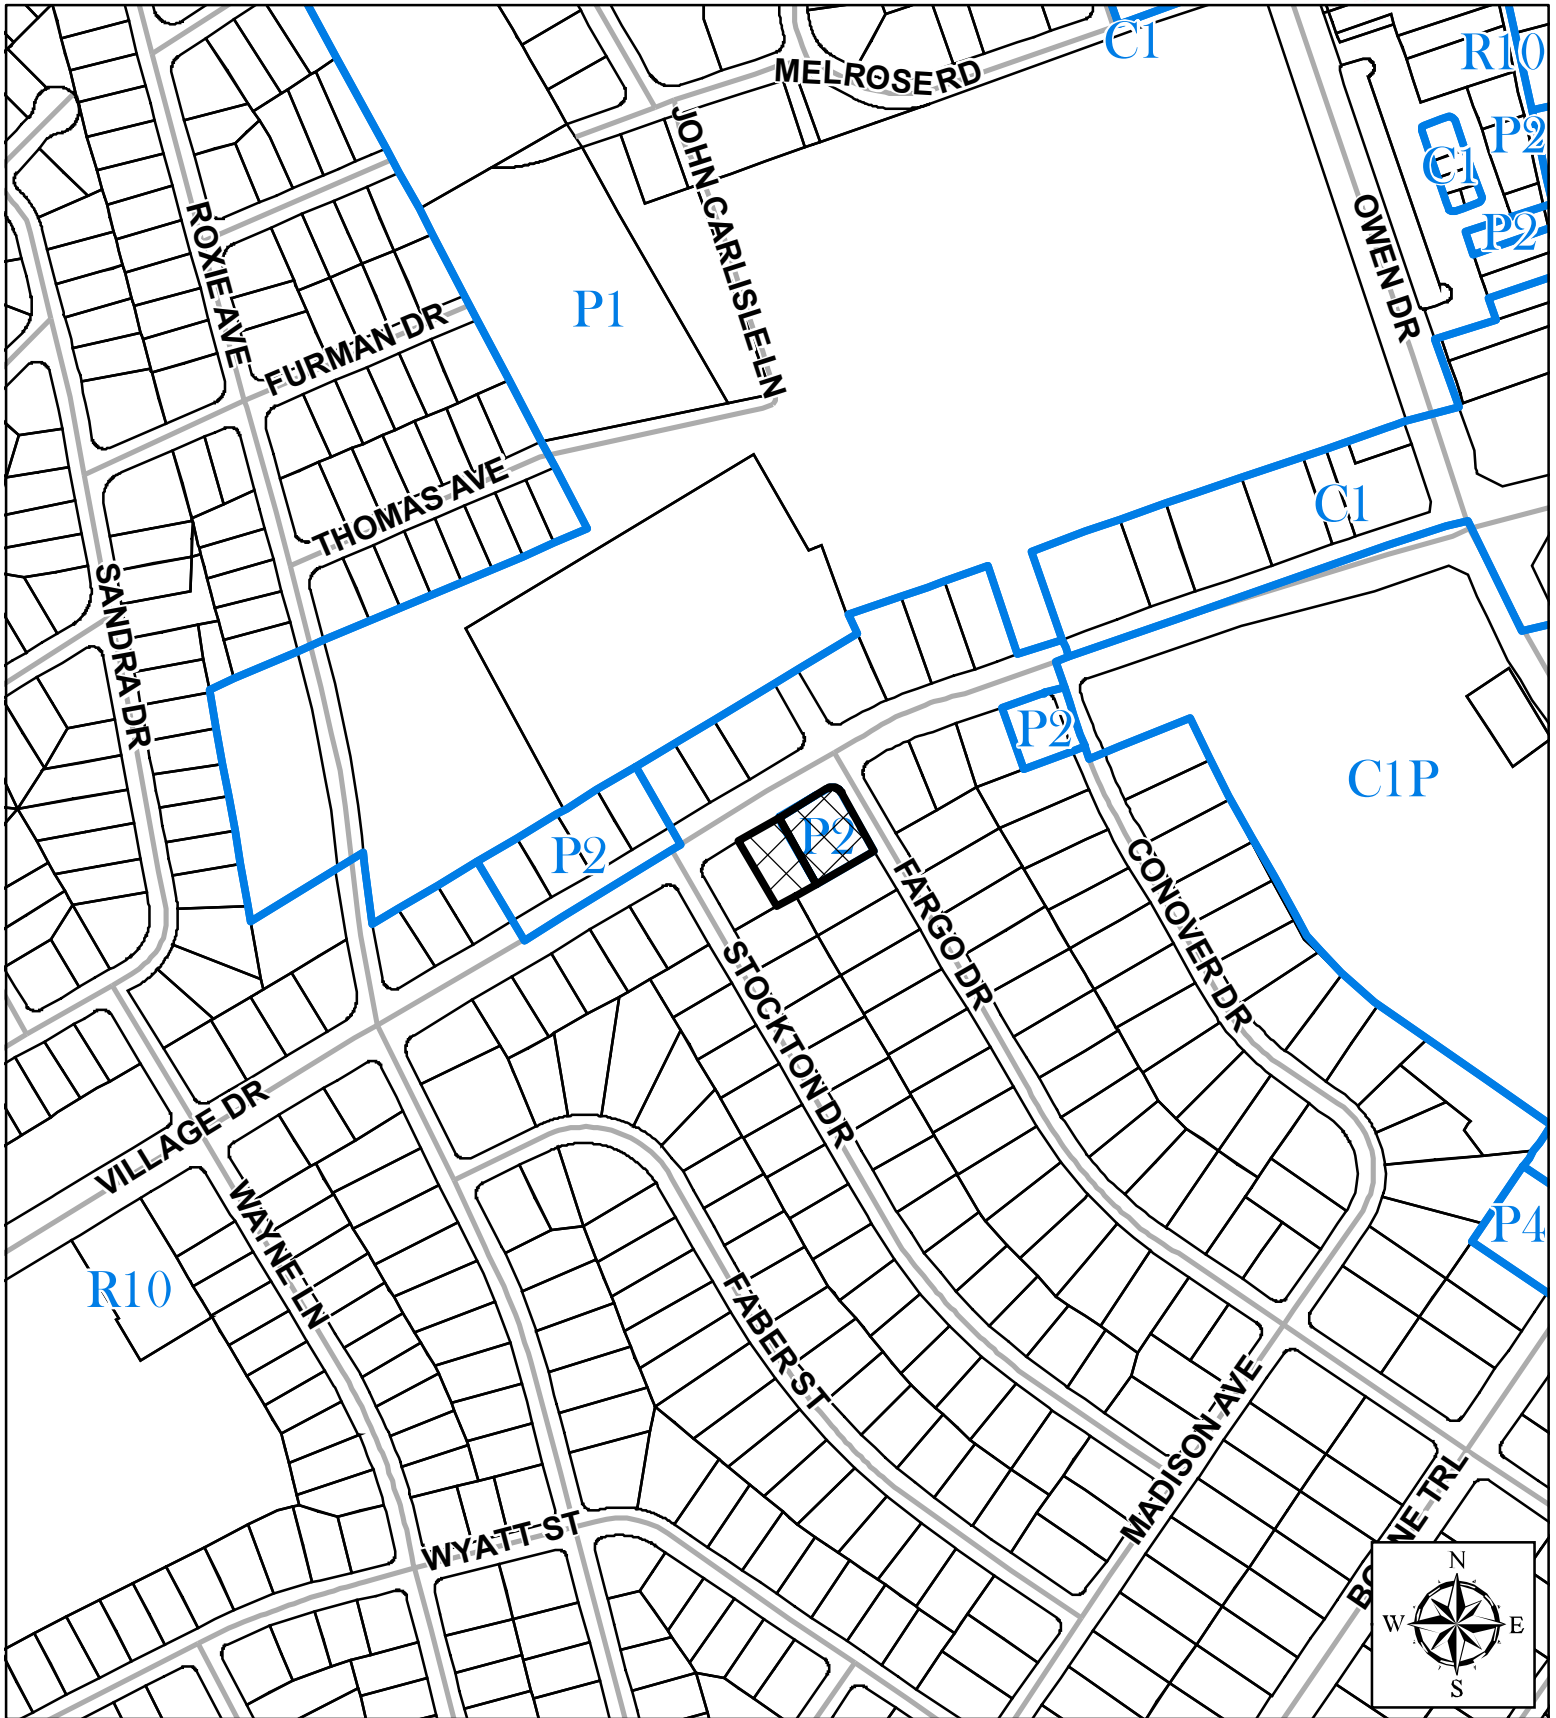 C1
R10
MELROSE RD
P2
C1
JOHN CARLISLE LN
ROXIE AVE
OWEN DR
P2
P1
FURMAN DR
THOMAS AVE
C1
SANDRA DR
P2
C1P
P2
P2
FARGO DR
CONOVER DR
STOCKTON DR
VILLAGE DR
WAYNE LN
P4
R10
FABER ST
MADISON AVE
NE TRL
WYATT ST
N
W
E
S